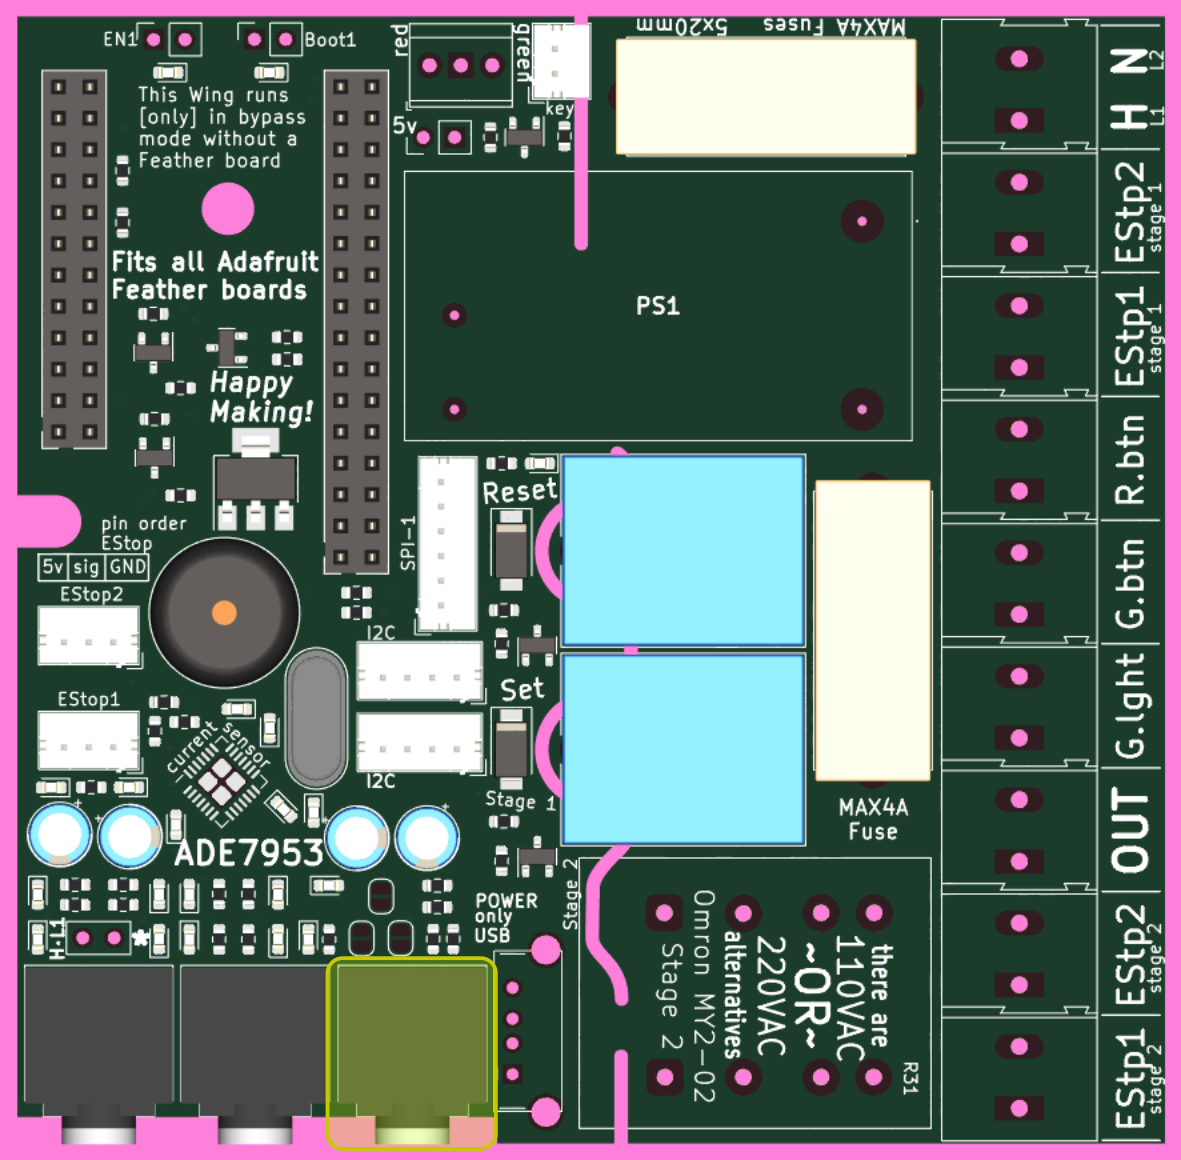 EN1
Boot1
red
green
key
5v
5x20mm
MAX4A Fuses
This Wing runs
[only] in bypass
mode without a
Feather board
Fits all Adafruit
Feather boards
Happy
Making!
PS1
pin order
EStop
5v sig GND
EStop2
EStop1
SPI-1
I2C
I2C
Reset
Set
Stage 1
current
sensor
ADE7953
H·L1
*
POWER
only
USB
Stage 2
MAX4A
Fuse
Stage 2
Omron MY2-02
alternatives
220VAC
~OR~
110VAC
there are
R31
N
L2
H
L1
EStp2
stage 1
EStp1
stage 1
R.btn
G.btn
G.lght
OUT
EStp2
stage 2
EStp1
stage 2